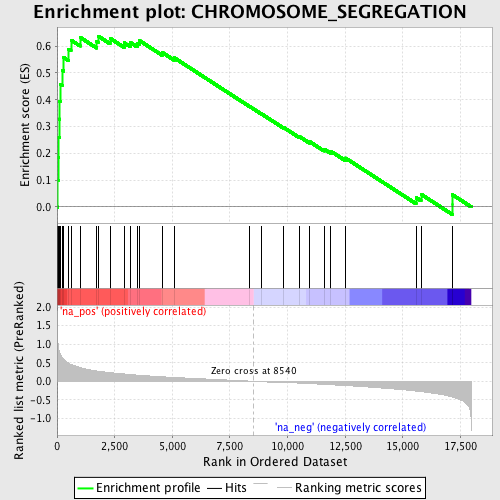 Enrichment plot: CHROMOSOME_SEGREGATION
Enrichment score (ES)
0.6
0.5
0.4
0.3
0.2
0.1
0.0
'na_pos' (positively correlated)
Ranked list metric (PreRanked)
2.0
1.5
1.0
0.5
0.0
-0.5
-1.0
Zero cross at 8540
'na_neg' (negatively correlated)
0 2,500 5,000 7,500 10,000 12,500 15,000 17,500
Rank in Ordered Dataset
Enrichment profile Hits Ranking metric scores